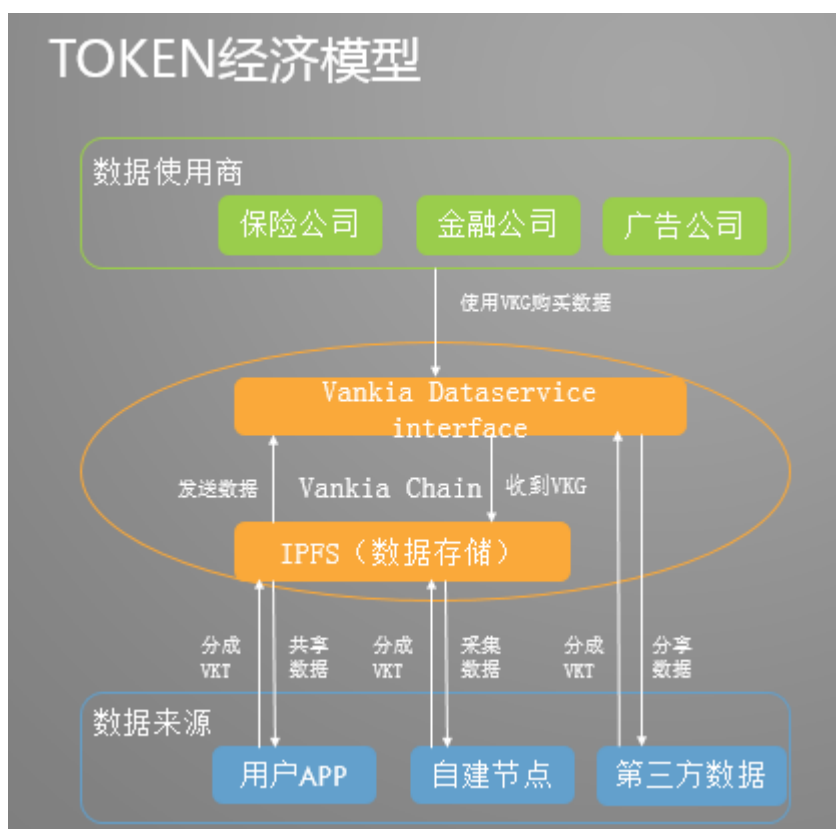 TOKEN经济模型
数据使用商
保险公司
金融公司
广告公司
使用VKG购买数据
Vankia Dataservice
interface
发送数据
Vankia Chain
收到VKG
IPFS（数据存储）
分成
VKT
共享
数据
分成
VKT
采集
数据
分成
VKT
分享
数据
数据来源
用户APP
自建节点
第三方数据